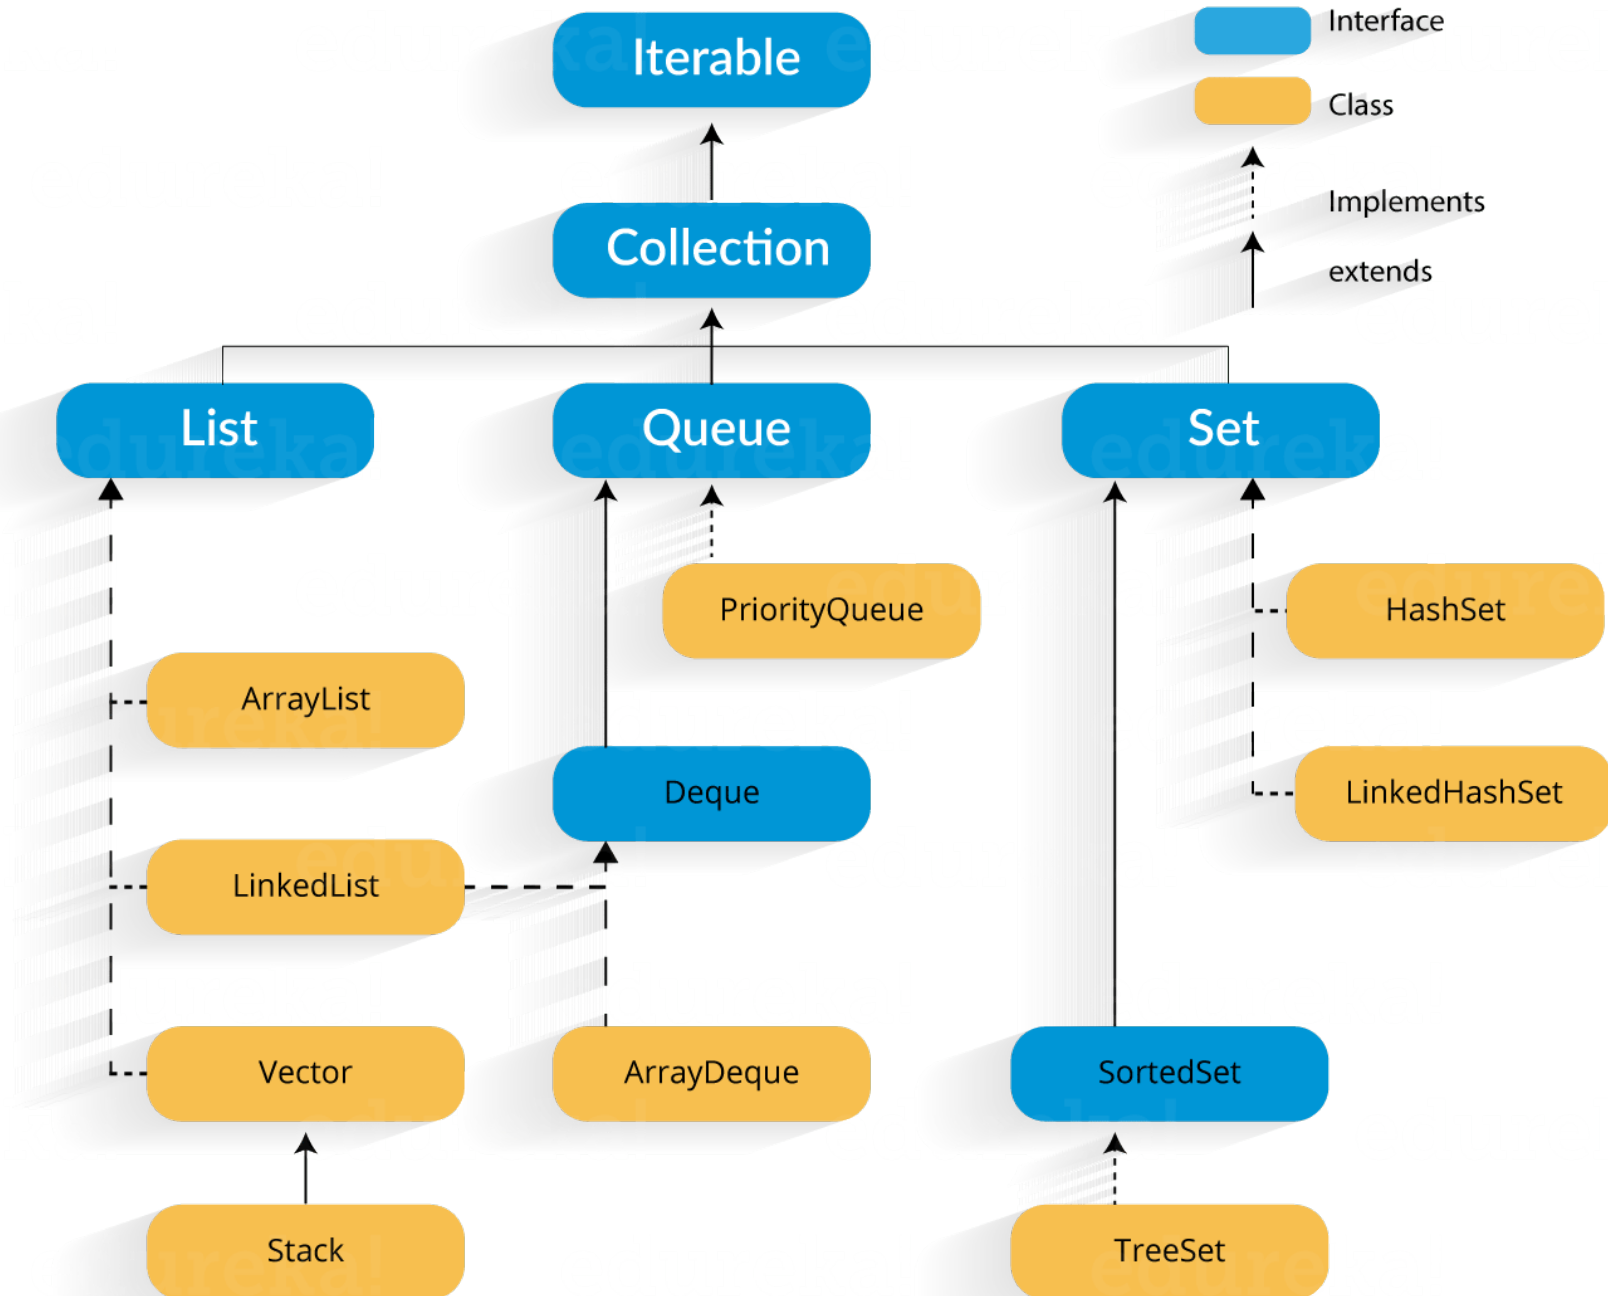 Iterable
Interface
Class
Collection
Implements
extends
List
Queue
Set
PriorityQueue
HashSet
ArrayList
Deque
LinkedHashSet
LinkedList
Vector
ArrayDeque
SortedSet
Stack
TreeSet